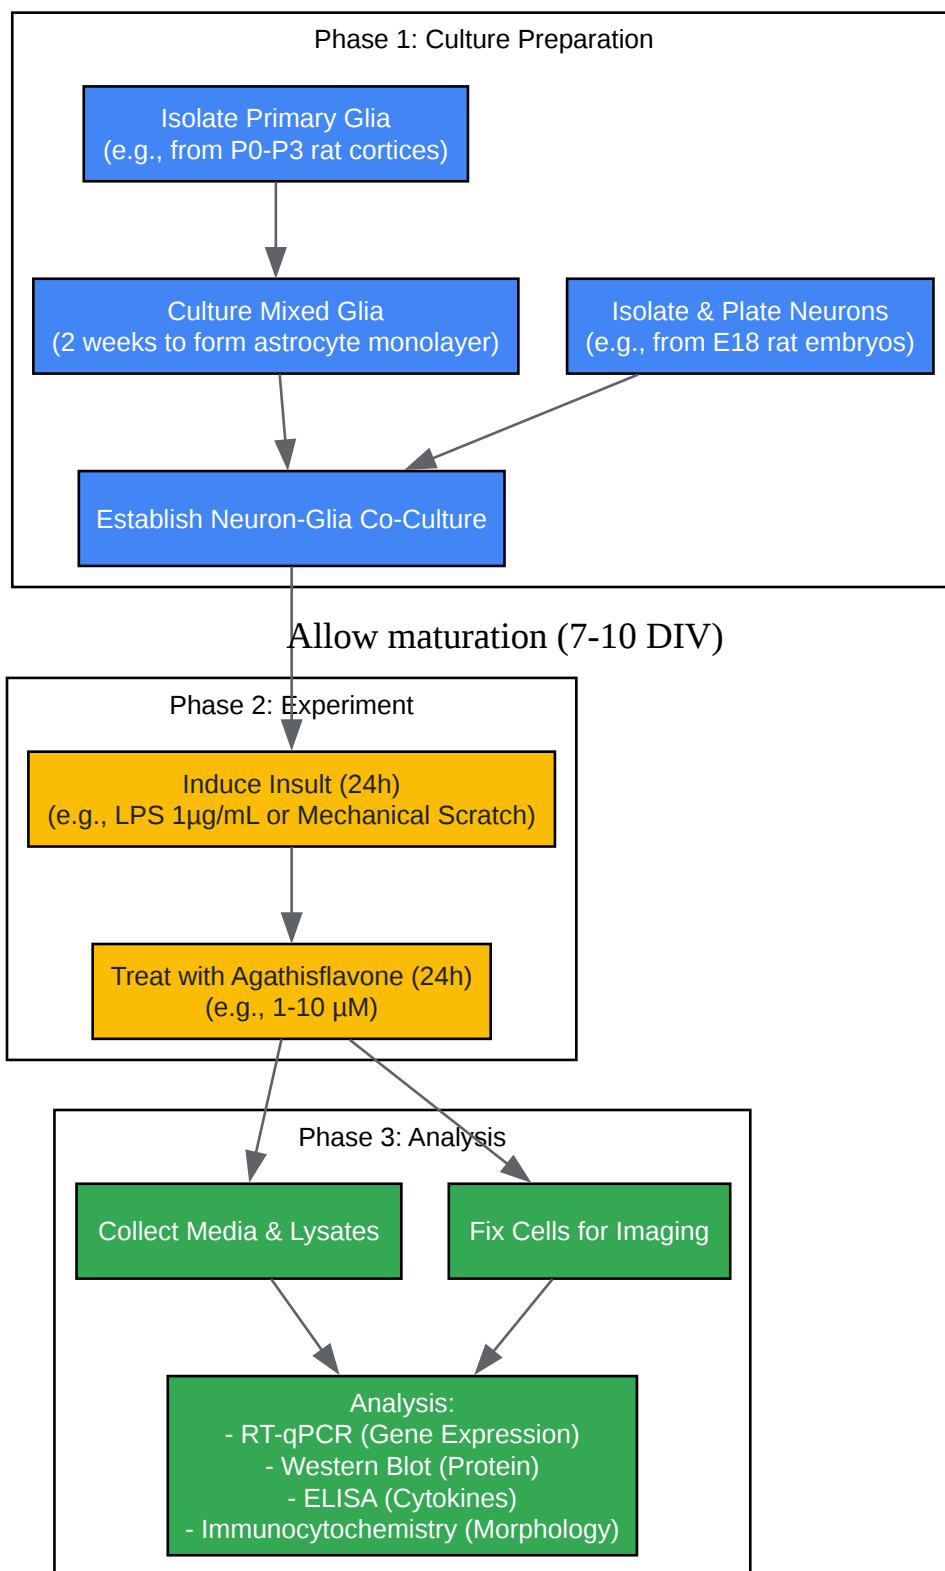 Phase 1: Culture Preparation
Isolate Primary Glia
(e.g., from P0-P3 rat cortices)
Culture Mixed Glia
(2 weeks to form astrocyte monolayer)
Isolate & Plate Neurons
(e.g., from E18 rat embryos)
Establish Neuron-Glia Co-Culture
Allow maturation (7-10 DIV)
Phase 2: Experiment
Induce Insult (24h)
(e.g., LPS 1µg/mL or Mechanical Scratch)
Treat with Agathisflavone (24h)
(e.g., 1-10 µM)
Phase 3: Analysis
Collect Media & Lysates
Fix Cells for Imaging
Analysis:
- RT-qPCR (Gene Expression)
- Western Blot (Protein)
- ELISA (Cytokines)
- Immunocytochemistry (Morphology)